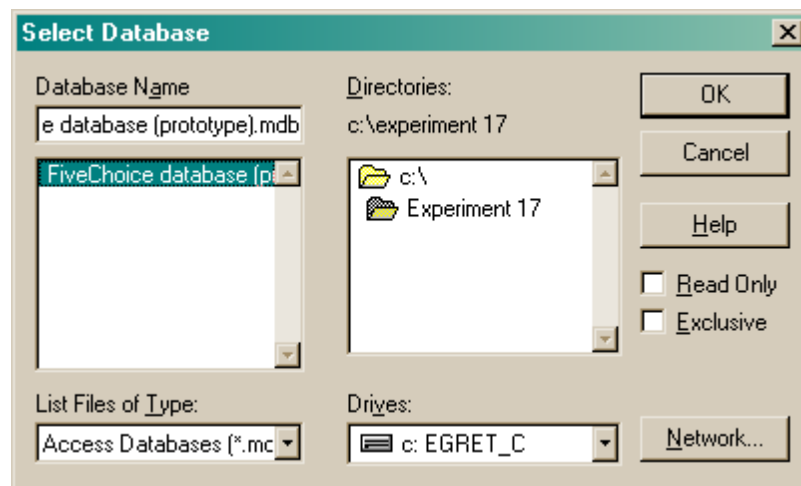 Select Database
Database Name
e database (prototype).mdb
FiveChoice database (p
Directories:
c:\experiment 17
c:\
Experiment 17
OK
Cancel
Help
Read Only
Exclusive
List Files of Type:
Access Databases (*.mc
Drives:
c: EGRET_C
Network...